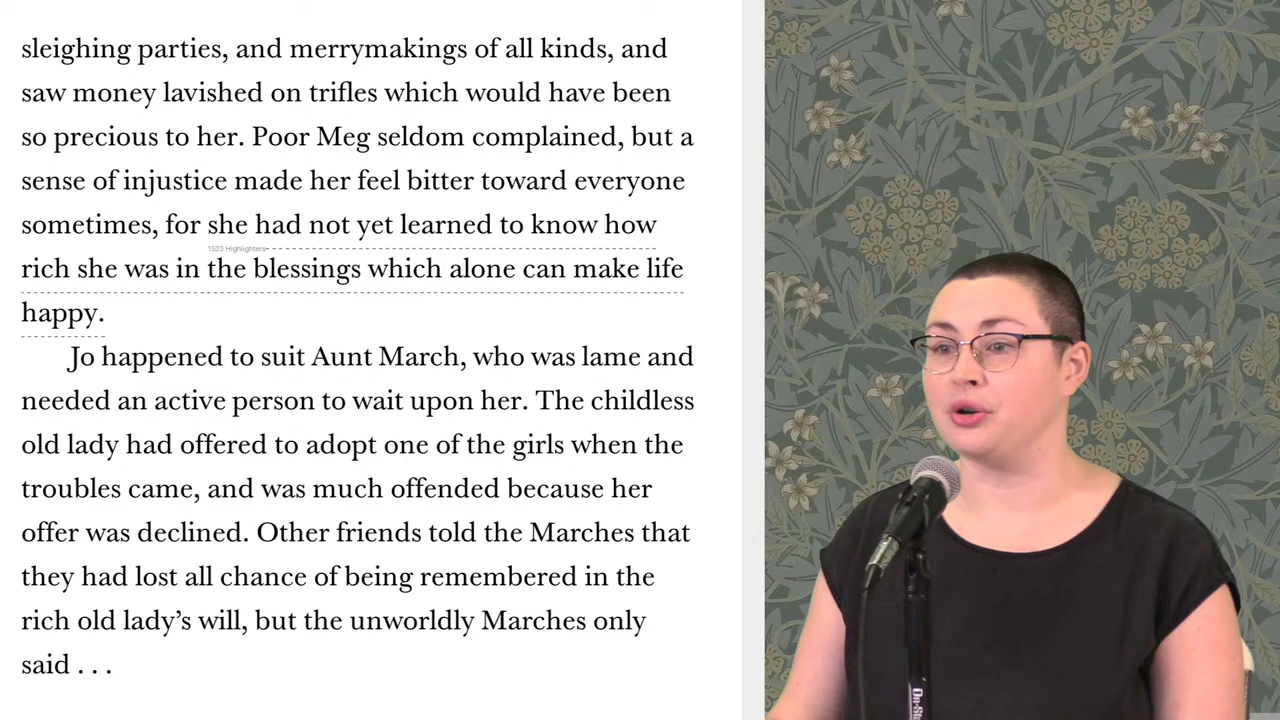 sleighing parties, and merrymakings of all kinds, and
saw money lavished on trifles which would have been
so precious to her. Poor Meg seldom complained, but a
sense of injustice made her feel bitter toward everyone
sometimes, for she had not yet learned to know how
1523 Highlighters
rich she was in the blessings which alone can make life
happy.
Jo happened to suit Aunt March, who was lame and
needed an active person to wait upon her. The childless
old lady had offered to adopt one of the girls when the
troubles came, and was much offended because her
offer was declined. Other friends told the Marches that
they had lost all chance of being remembered in the
rich old lady’s will, but the unworldly Marches only
said . . .